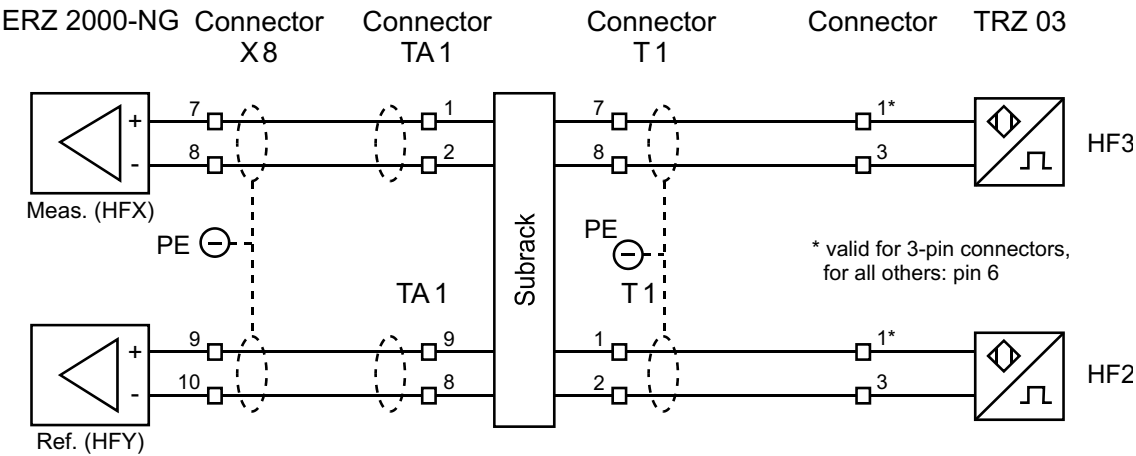 ERZ 2000-NG Connector Connector Connector Connector TRZ 03
X8 TA1 T1
7 1 7 1*
+ HF3
8 2 8 3
-
Meas. (HFX)
PE PE
Subrack
* valid for 3-pin connectors,
for all others: pin 6
TA1 T1
9 9 1 1*
+ HF2
10 8 2 3
-
Ref. (HFY)